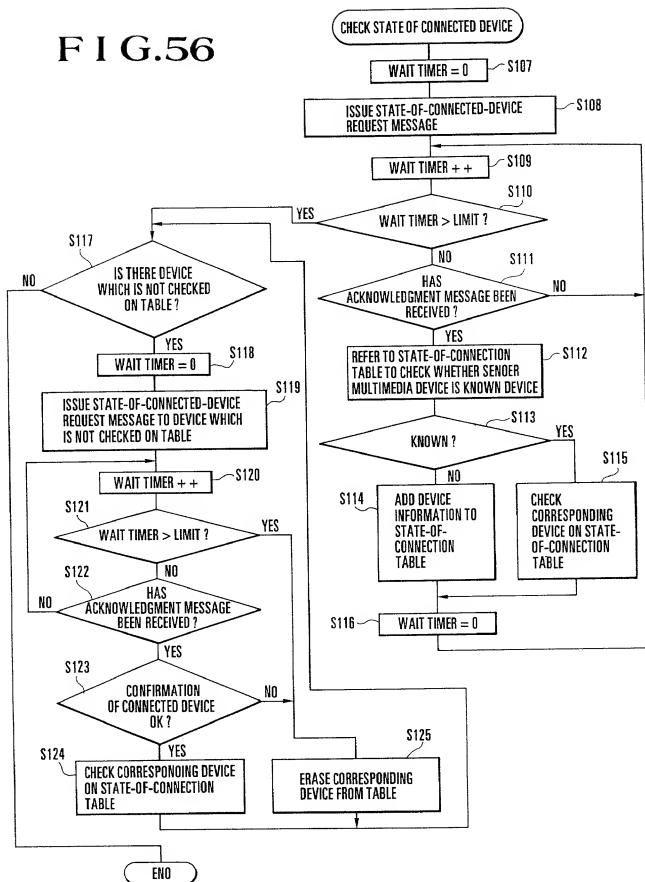 FIG.56
CHECK STATE OF CONNECTED DEVICE
WAIT TIMER = 0
S107
ISSUE STATE-OF-CONNECTED-DEVICE
REQUEST MESSAGE
S108
WAIT TIMER + +
S109
WAIT TIMER > LIMIT ?
S110
YES
NO
HAS
ACKNOWLEDGMENT MESSAGE BEEN
RECEIVED ?
S111
NO
YES
REFER TO STATE-OF-CONNECTION
TABLE TO CHECK WHETHER SENOER
MULTIMEDIA DEVICE IS KNOWN DEVICE
S112
KNOWN ?
S113
YES
NO
S114
ADD DEVICE
INFORMATION TO
STATE-OF-
CONNECTION
TABLE
S115
CHECK
CORRESPONDING
DEVICE ON STATE-
OF-CONNECTION
TABLE
S116
WAIT TIMER = 0
S117
IS THERE DEVICE
WHICH IS NOT CHECKED
ON TABLE ?
NO
YES
WAIT TIMER = 0
S118
ISSUE STATE-OF-CONNECTED-DEVICE
REQUEST MESSAGE TO DEVICE WHICH
IS NOT CHECKED ON TABLE
S119
WAIT TIMER + +
S120
S121
WAIT TIMER > LIMIT ?
YES
NO
S122
HAS
ACKNOWLEDGMENT MESSAGE
BEEN RECEIVED ?
NO
YES
S123
CONFIRMATION
OF CONNECTED DEVICE
OK ?
NO
YES
S124
CHECK CORRESPONOING DEVICE
ON STATE-OF-CONNECTION
TABLE
S125
ERASE CORRESPONDING
DEVICE FROM TABLE
ENO